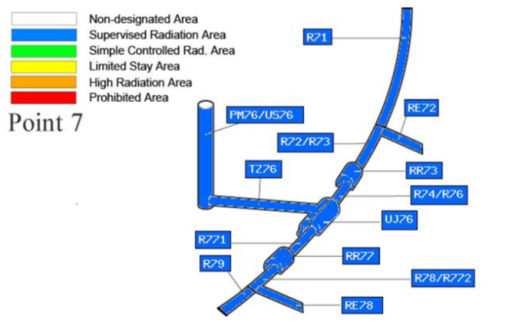 Non-designated Area
Supervised Radiation Area
Simple Controlled Rad. Area
Limited Stay Area
High Radiation Area
Prohibited Area
Point 7
R71
RE72
PM76/US76
R72/R73
TZ76
RR73
R74/R76
UJ76
R771
RR77
R79
R78/R772
RE78